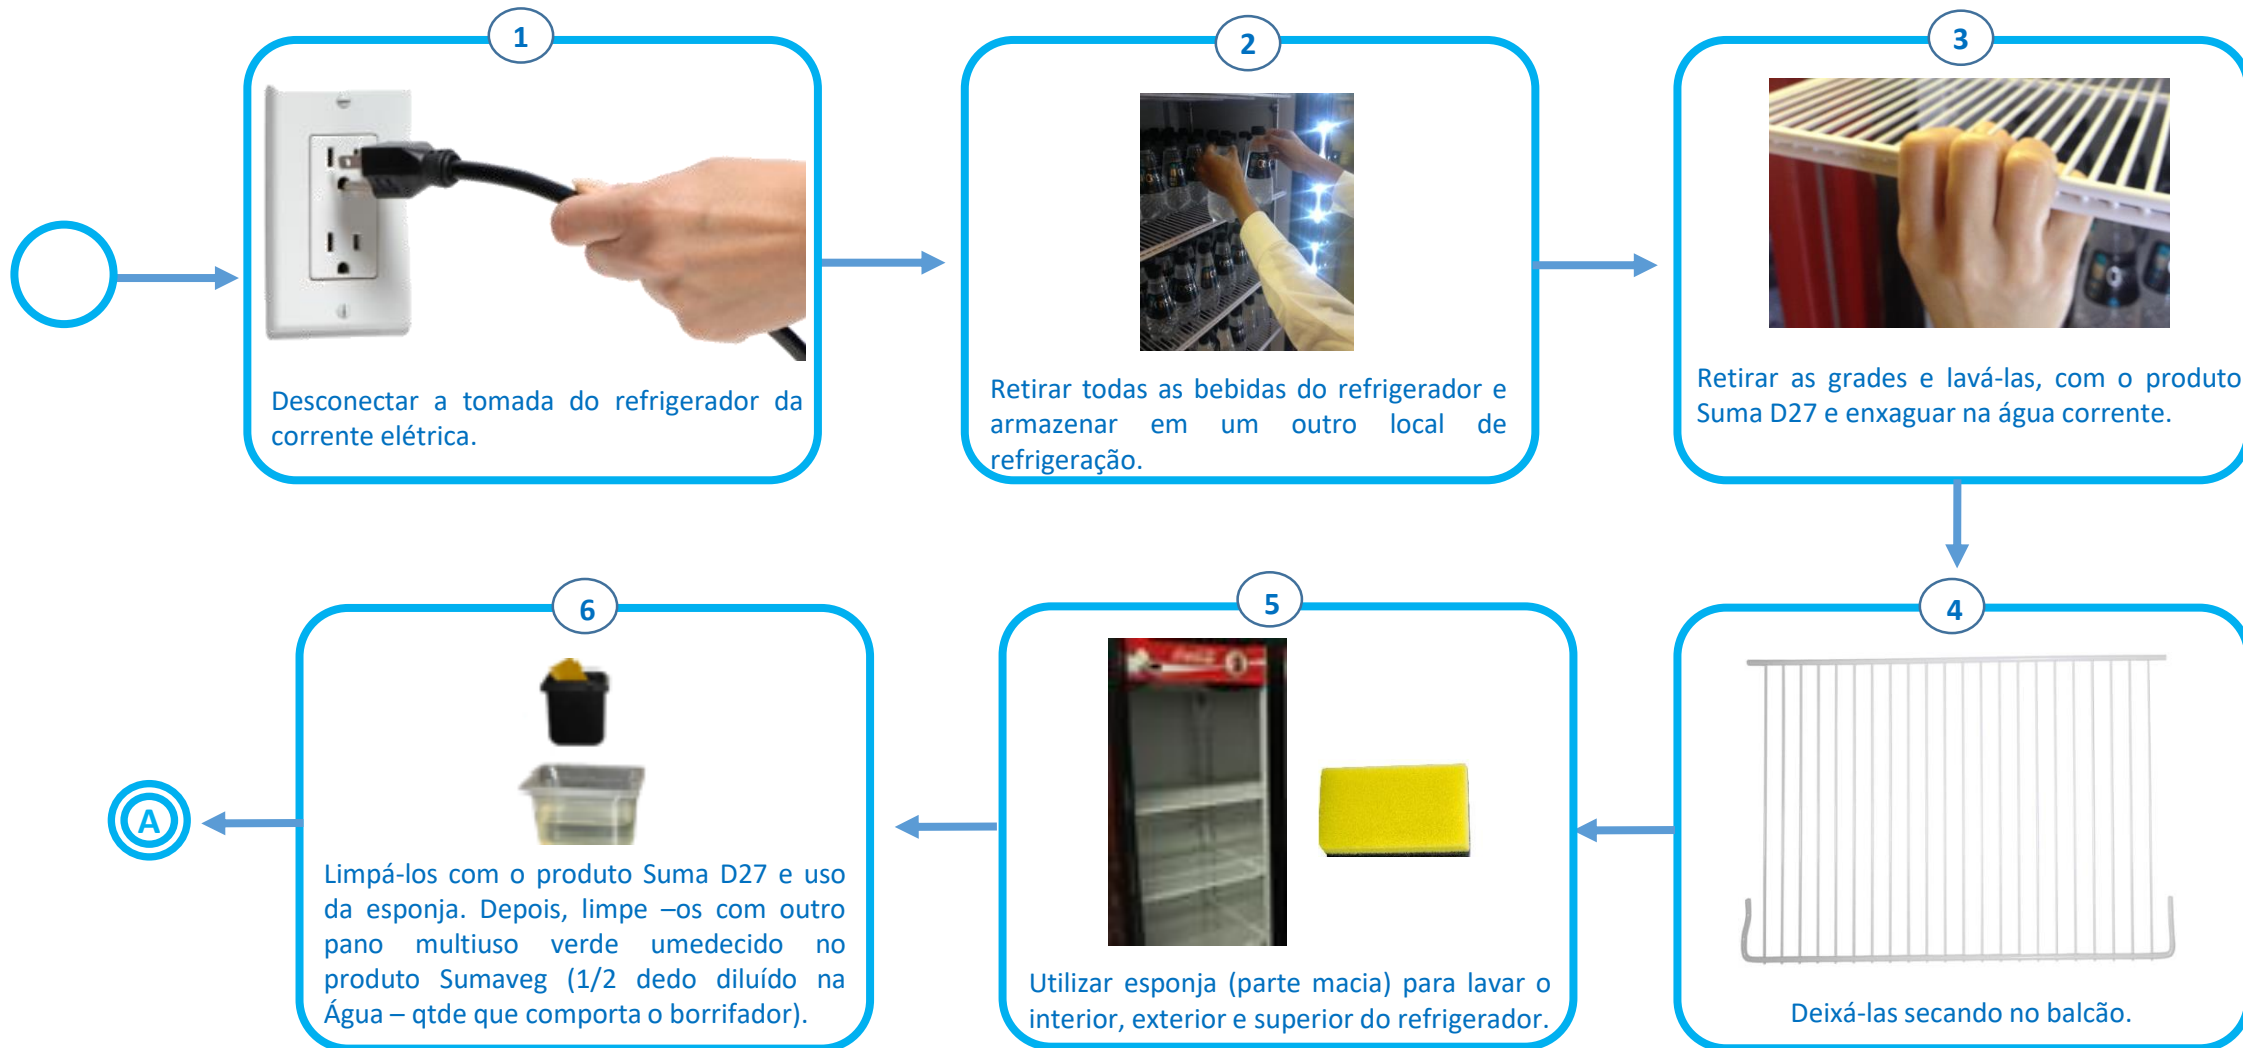 1
Desconectar a tomada do refrigerador da
corrente elétrica.
2
Retirar todas as bebidas do refrigerador e
armazenar em um outro local de
refrigeração.
3
Retirar as grades e lavá-las, com o produto
Suma D27 e enxaguar na água corrente.
4
Deixá-las secando no balcão.
5
Utilizar esponja (parte macia) para lavar o
interior, exterior e superior do refrigerador.
6
Limpá-los com o produto Suma D27 e uso
da esponja. Depois, limpe –os com outro
pano multiuso verde umedecido no
produto Sumaveg (1/2 dedo diluído na
Água – qtde que comporta o borrifador).
A